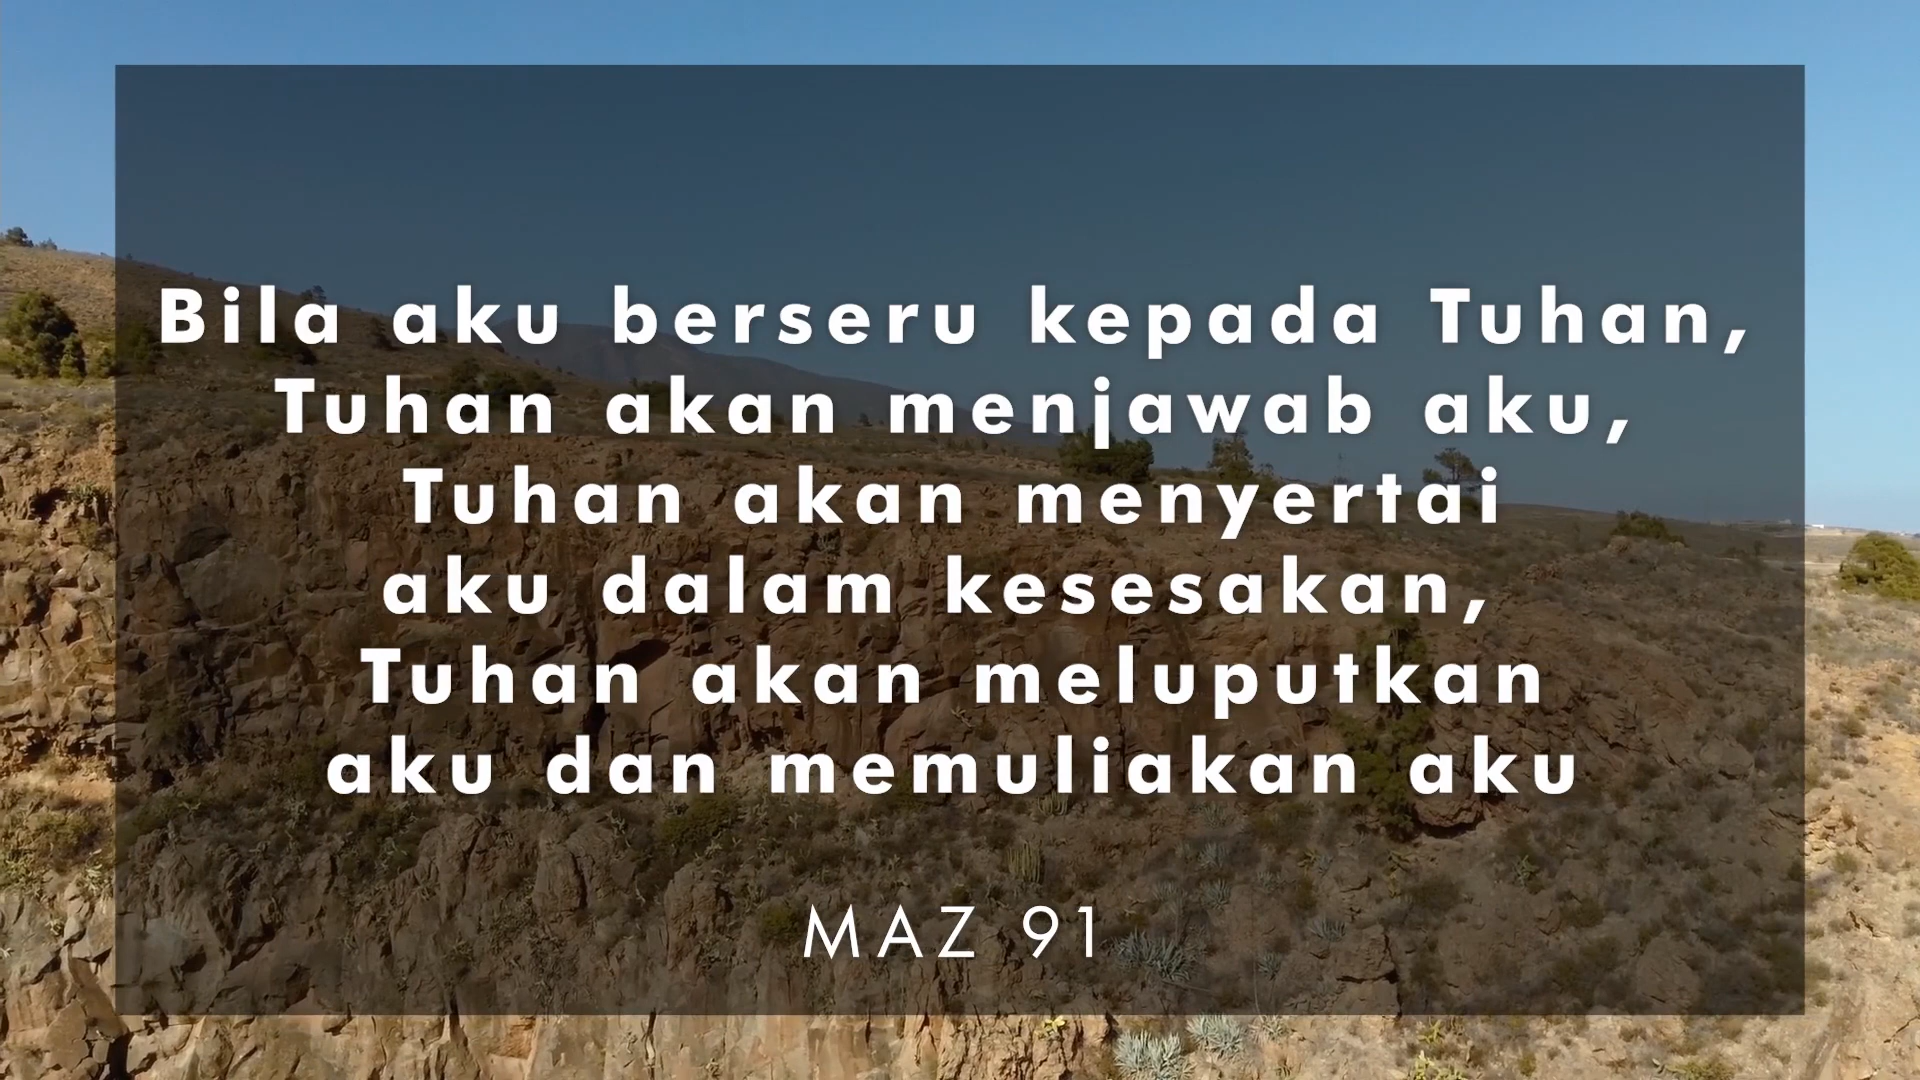 Bila aku berseru kepada Tuhan,
Tuhan akan menjawab aku,
Tuhan akan menyertai
aku dalam kesesakan,
Tuhan akan meluputkan
aku dan memuliakan aku
MAZ 91